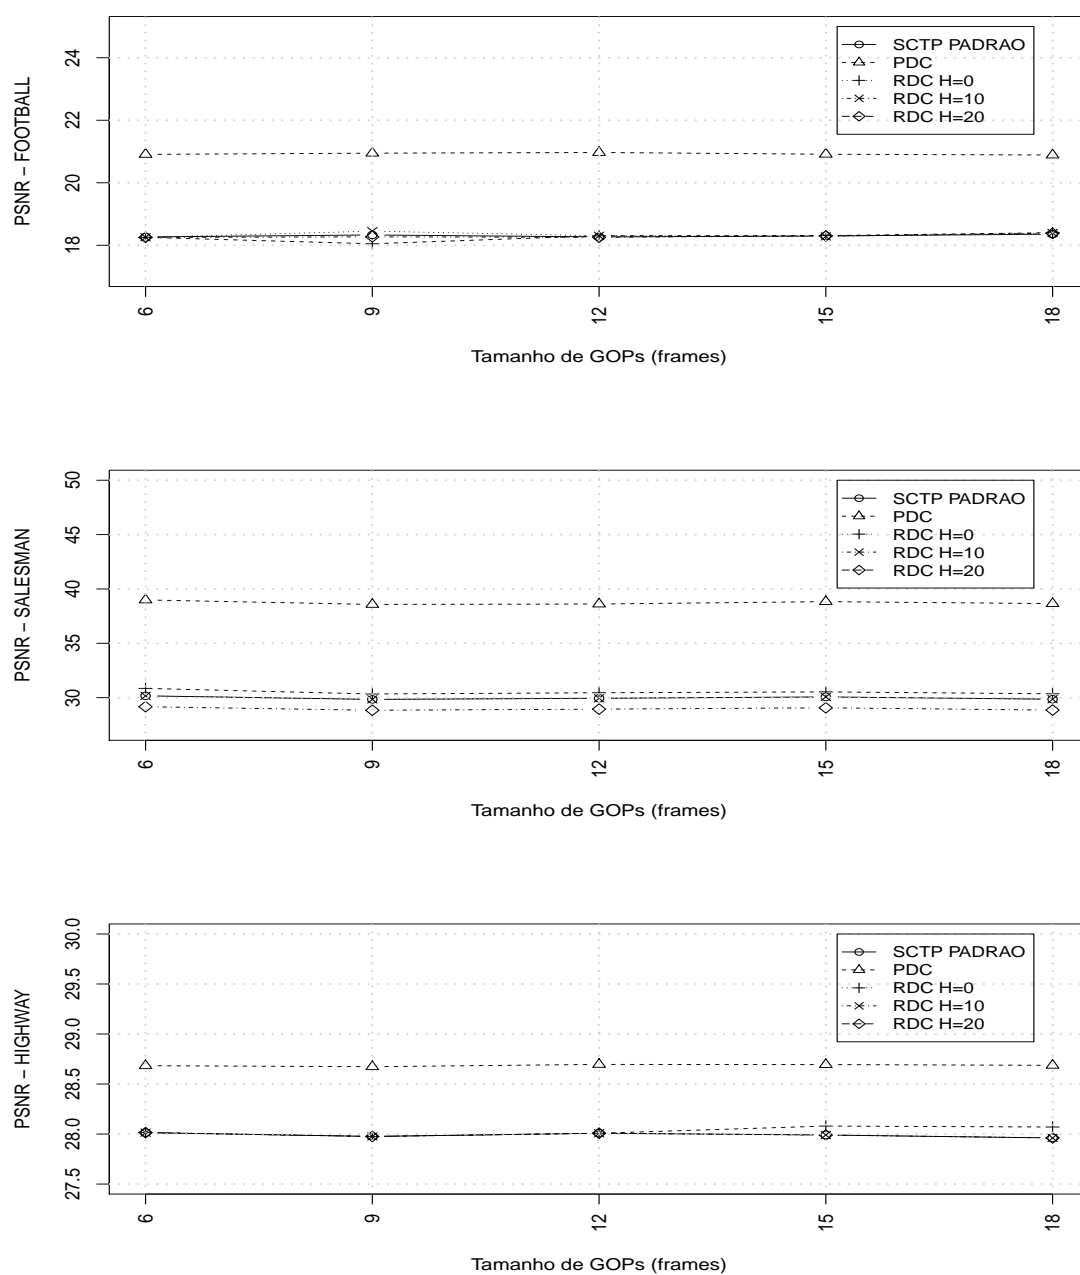 PSNR − FOOTBALL
24
22
20
18
SCTP PADRAO
PDC
RDC H=0
RDC H=10
RDC H=20
6 9 12 15 18
Tamanho de GOPs (frames)
PSNR − SALESMAN
50
45
40
35
30
SCTP PADRAO
PDC
RDC H=0
RDC H=10
RDC H=20
6 9 12 15 18
Tamanho de GOPs (frames)
PSNR − HIGHWAY
30.0
29.5
29.0
28.5
28.0
27.5
SCTP PADRAO
PDC
RDC H=0
RDC H=10
RDC H=20
6 9 12 15 18
Tamanho de GOPs (frames)